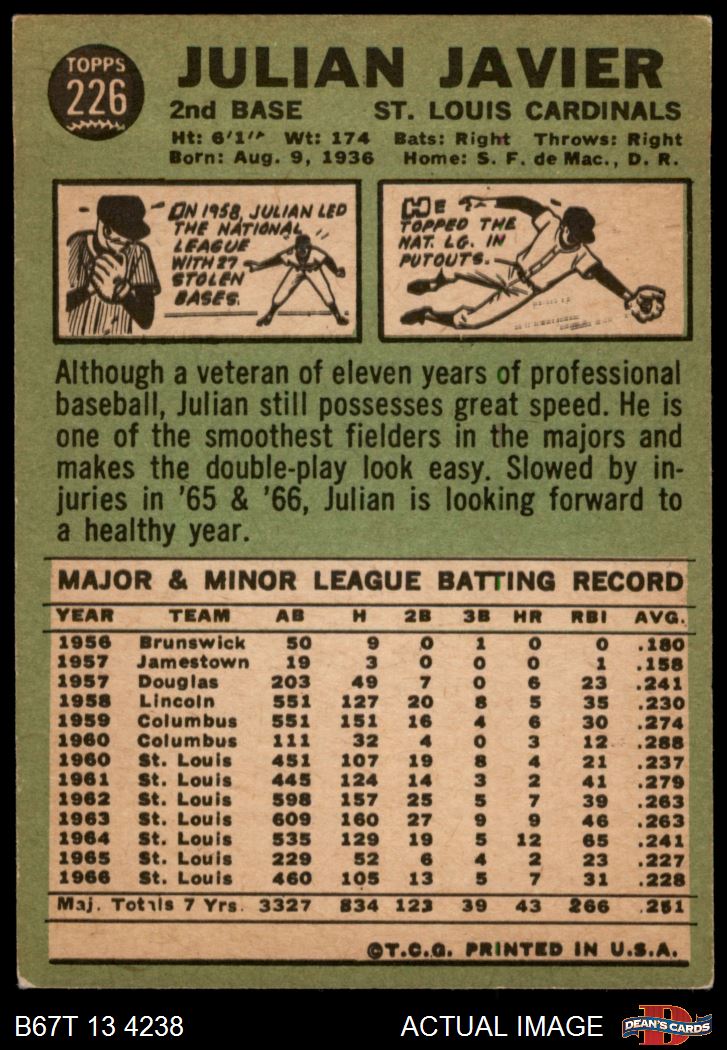 TOPPS
226
JULIAN JAVIER
2nd BASE ST. LOUIS CARDINALS
Ht: 6'1" Wt: 174 Bats: Right Throws: Right
Born: Aug. 9, 1936 Home: S. F. de Mac., D. R.
ON 1958, JULIAN LED
THE NATIONAL
LEAGUE
WITH 27
STOLEN
BASES.
HE
TOPPED THE
NAT. LG. IN
PUTOUTS.
Although a veteran of eleven years of professional
baseball, Julian still possesses great speed. He is
one of the smoothest fielders in the majors and
makes the double-play look easy. Slowed by in-
juries in '65 & '66, Julian is looking forward to
a healthy year.
MAJOR & MINOR LEAGUE BATTING RECORD
YEAR TEAM AB H 2B 3B HR RBI AVG.
1956 Brunswick 50 9 0 1 0 0 .180
1957 Jamestown 19 3 0 0 0 1 .158
1957 Douglas 203 49 7 0 6 23 .241
1958 Lincoln 551 127 20 8 5 35 .230
1959 Columbus 551 151 16 4 6 30 .274
1960 Columbus 111 32 4 0 3 12 .288
1960 St. Louis 451 107 19 8 4 21 .237
1961 St. Louis 445 124 14 3 2 41 .279
1962 St. Louis 598 157 25 5 7 39 .263
1963 St. Louis 609 160 27 9 9 46 .263
1964 St. Louis 535 129 19 5 12 65 .241
1965 St. Louis 229 52 6 4 2 23 .227
1966 St. Louis 460 105 13 5 7 31 .228
Maj. Totals 7 Yrs. 3327 834 123 39 43 266 .251
©T.C.G. PRINTED IN U.S.A.
B67T 13 4238 ACTUAL IMAGE DEAN'S CARDS